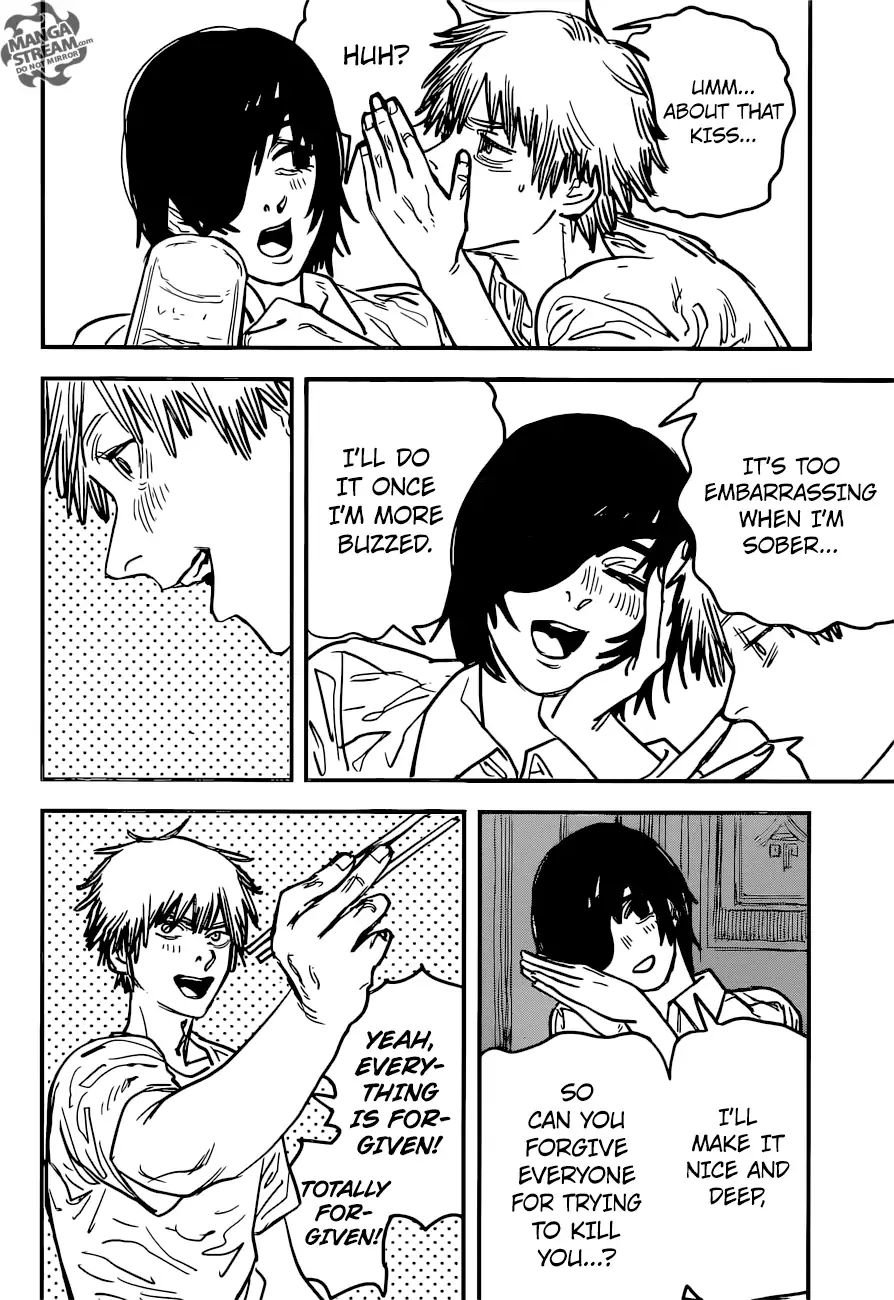 MANGA
STREAM.com
DO NOT MIRROR
UMM...
ABOUT THAT
KISS...
HUH?
IT'S TOO
EMBARRASSING
WHEN I'M
SOBER...
I'LL DO
IT ONCE
I'M MORE
BUZZED.
I'LL
MAKE IT
NICE AND
DEEP,
SO
CAN YOU
FORGIVE
EVERYONE
FOR TRYING
TO KILL
YOU...?
YEAH,
EVERY-
THING
IS FOR-
GIVEN!
TOTALLY
FOR-
GIVEN!